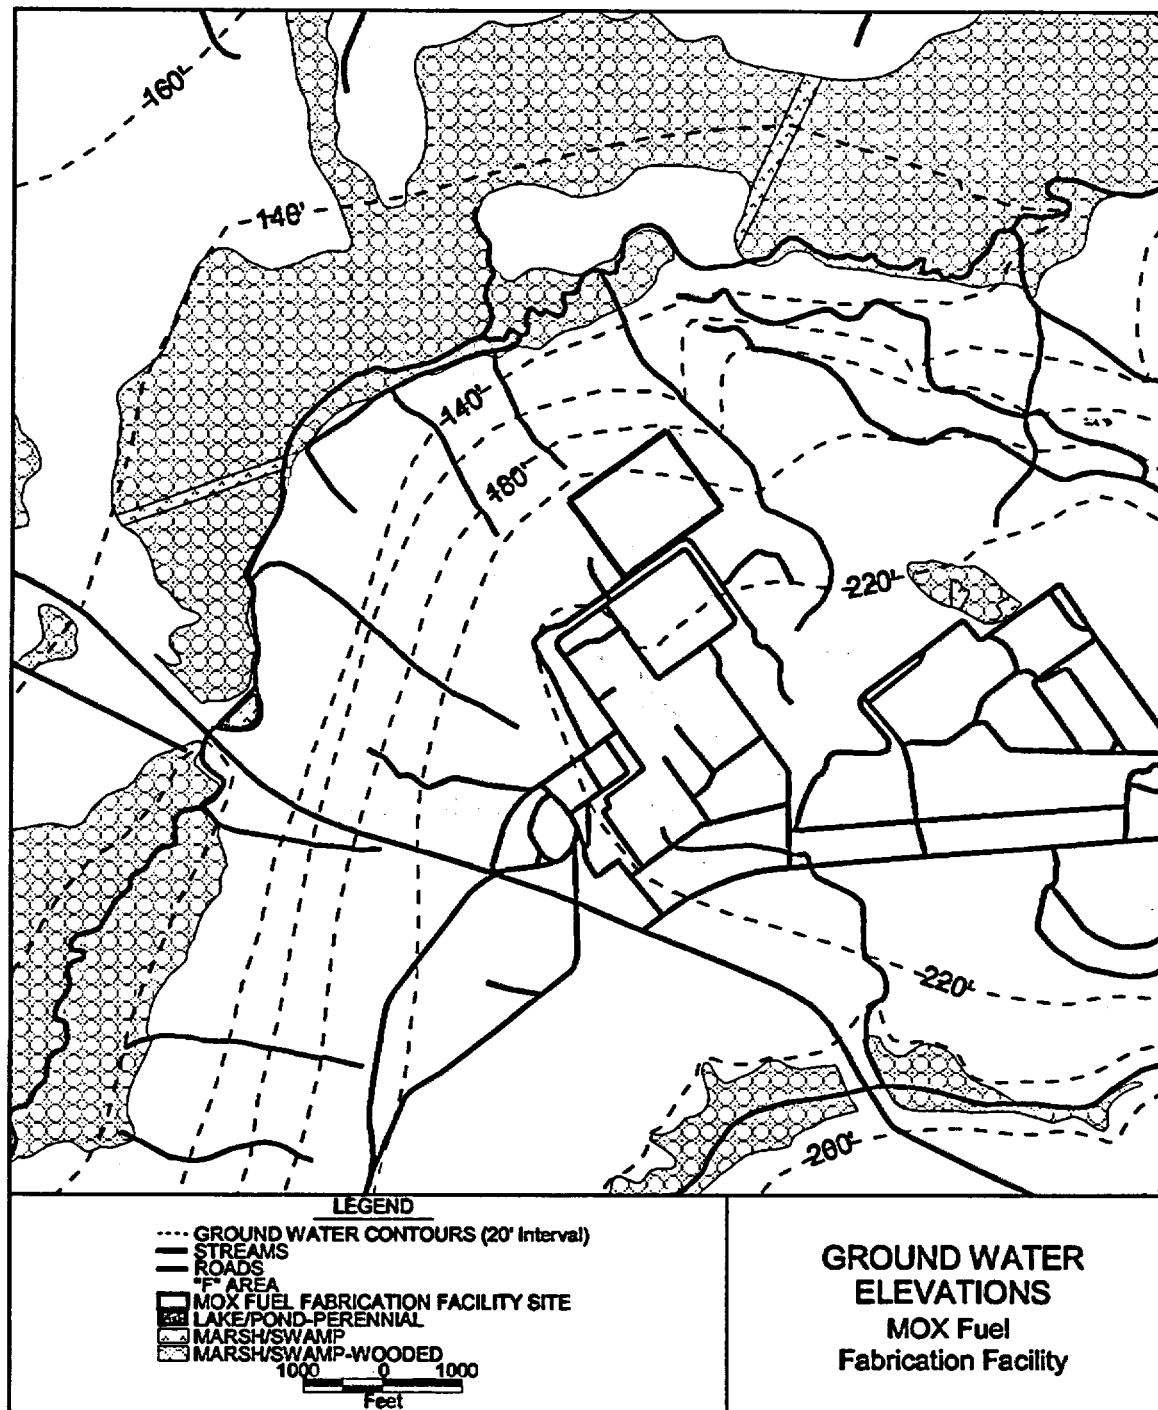 -160'-
-140'-
-140'-
-180'-
-220'-
-220'-
-200'-
LEGEND
GROUND WATER CONTOURS (20' Interval)
STREAMS
ROADS
"F" AREA
MOX FUEL FABRICATION FACILITY SITE
LAKE/POND-PERENNIAL
MARSH/SWAMP
MARSH/SWAMP-WOODED
1000 0 1000
Feet
GROUND WATER
ELEVATIONS
MOX Fuel
Fabrication Facility